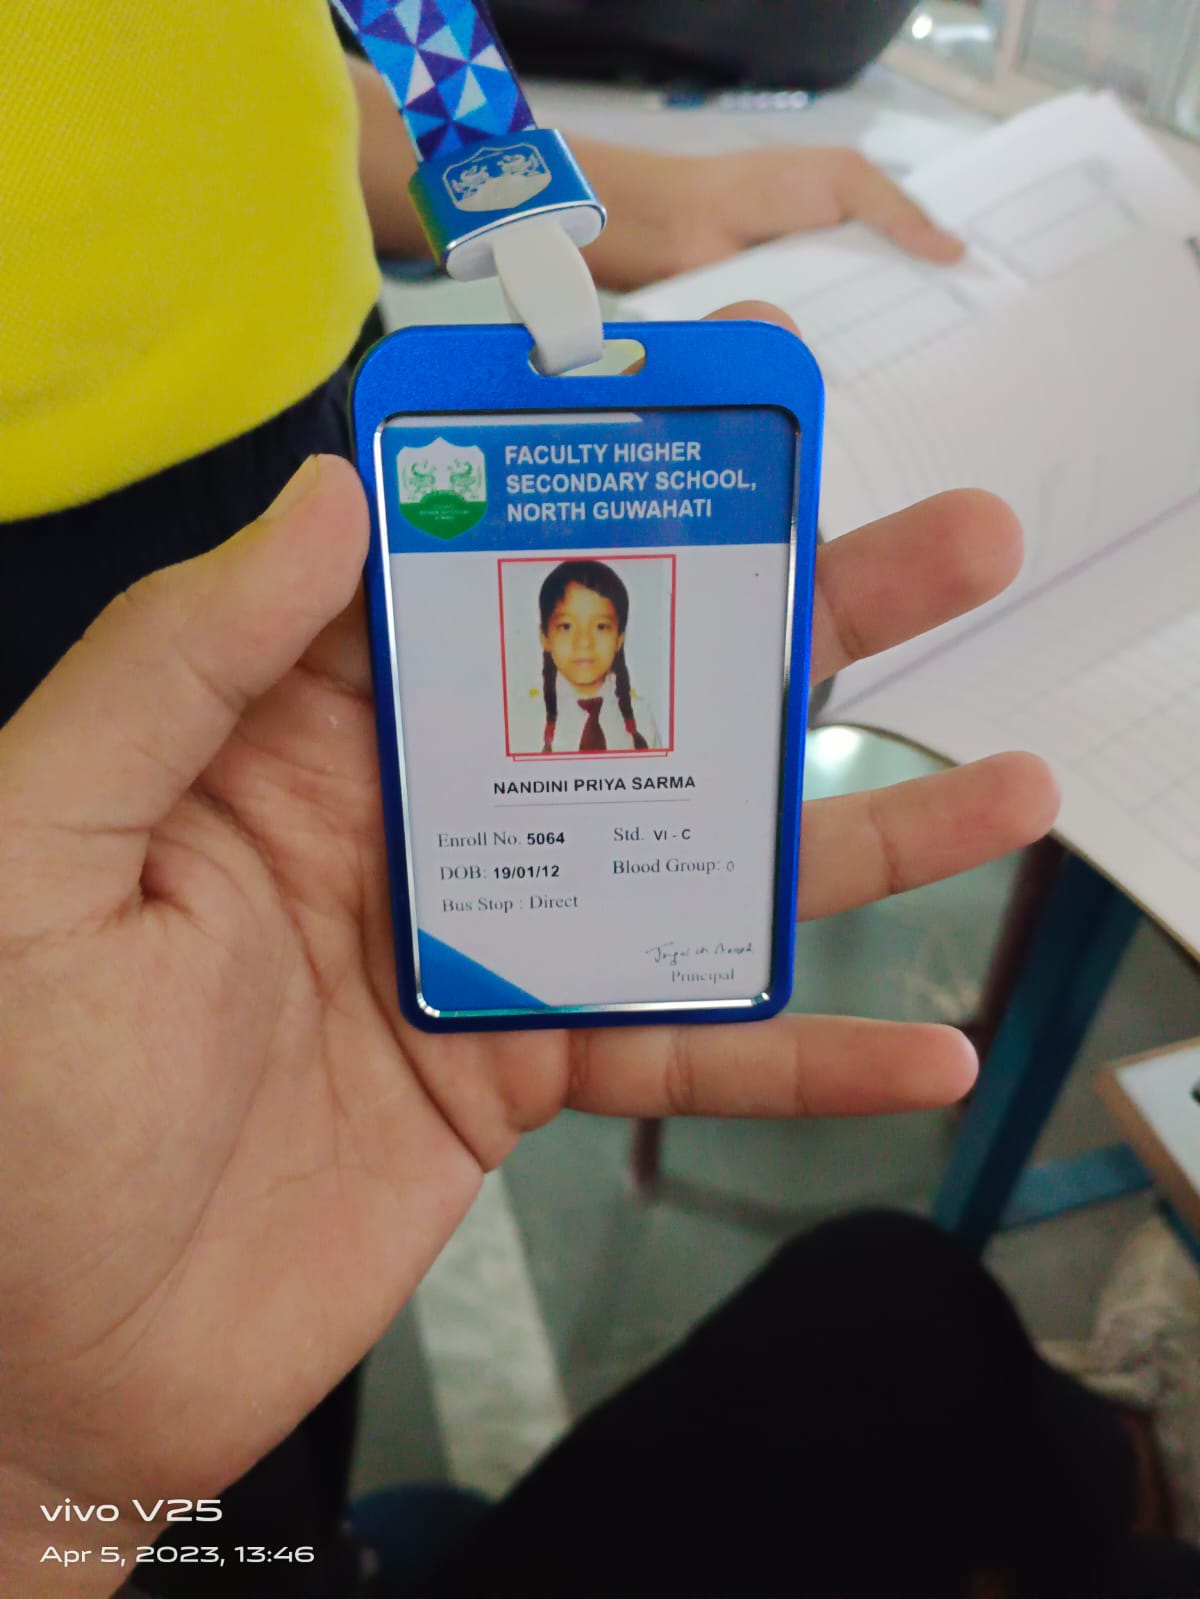 FACULTY HIGHER
SECONDARY SCHOOL,
NORTH GUWAHATI
NANDINI PRIYA SARMA
Enroll No. 5064 Std. VI - C
DOB: 19/01/12 Blood Group: O
Bus Stop : Direct
Principal
vivo V25
Apr 5, 2023, 13:46